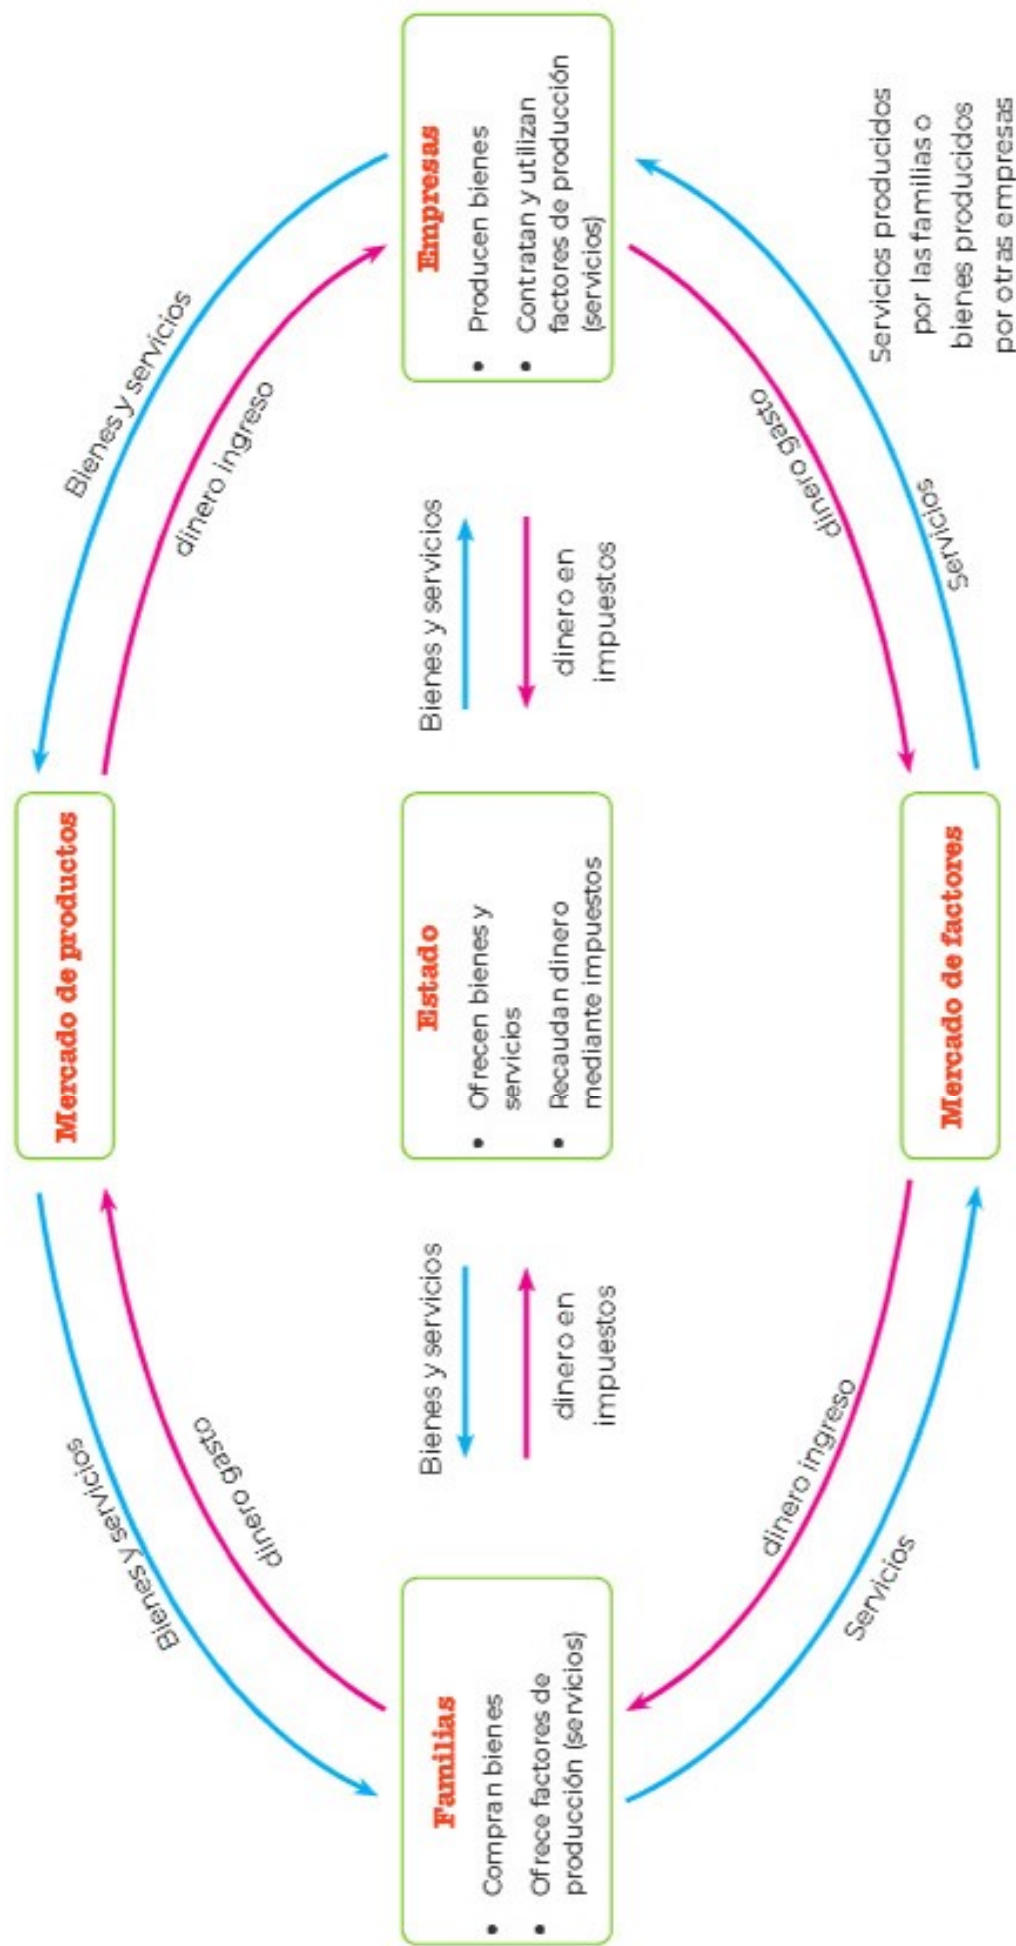 Mercado de productos
Bienes y servicios
dinero gasto
Bienes y servicios
dinero ingreso
Familias
• Compran bienes
• Ofrece factores de
producción (servicios)
Bienes y servicios
dinero en
impuestos
Estado
• Ofrecen bienes y
servicios
• Recaudan dinero
mediante impuestos
Bienes y servicios
dinero en
impuestos
Empresas
• Producen bienes
• Contratan y utilizan
factores de producción
(servicios)
dinero ingreso
Servicios
Mercado de factores
dinero gasto
Servicios
Servicios producidos
por las familias o
bienes producidos
por otras empresas